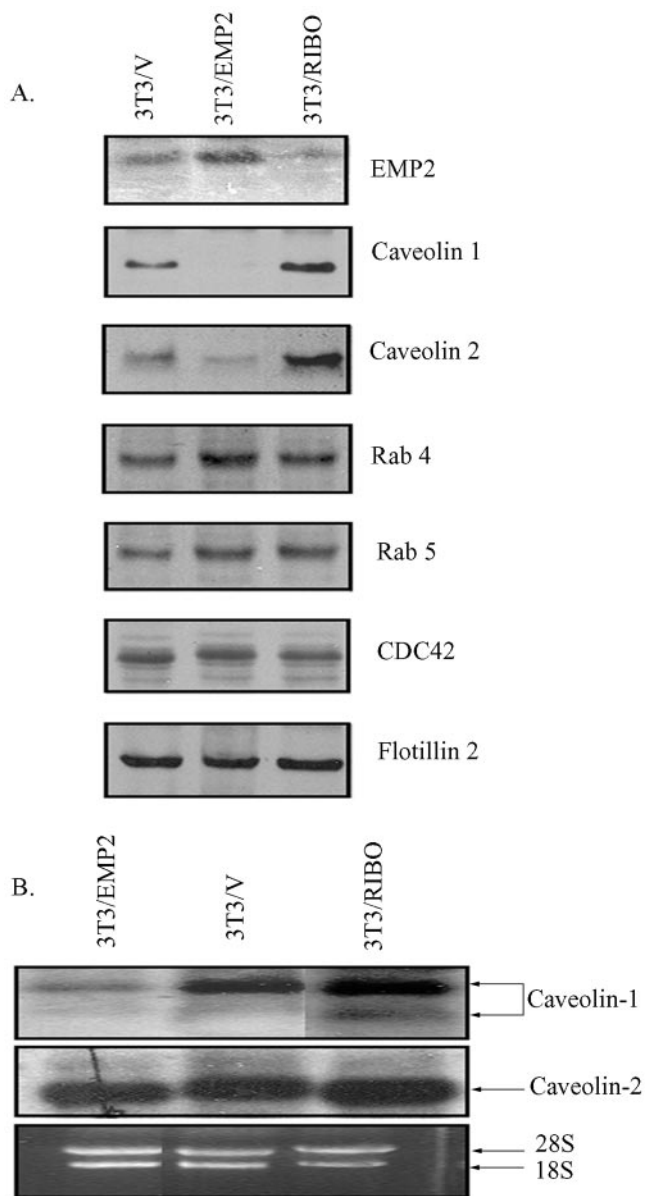 A.
3T3/V
3T3/EMP2
3T3/RIBO
EMP2
Caveolin 1
Caveolin 2
Rab 4
Rab 5
CDC42
Flotillin 2
B.
3T3/EMP2
3T3/V
3T3/RIBO
Caveolin-1
Caveolin-2
28S
18S